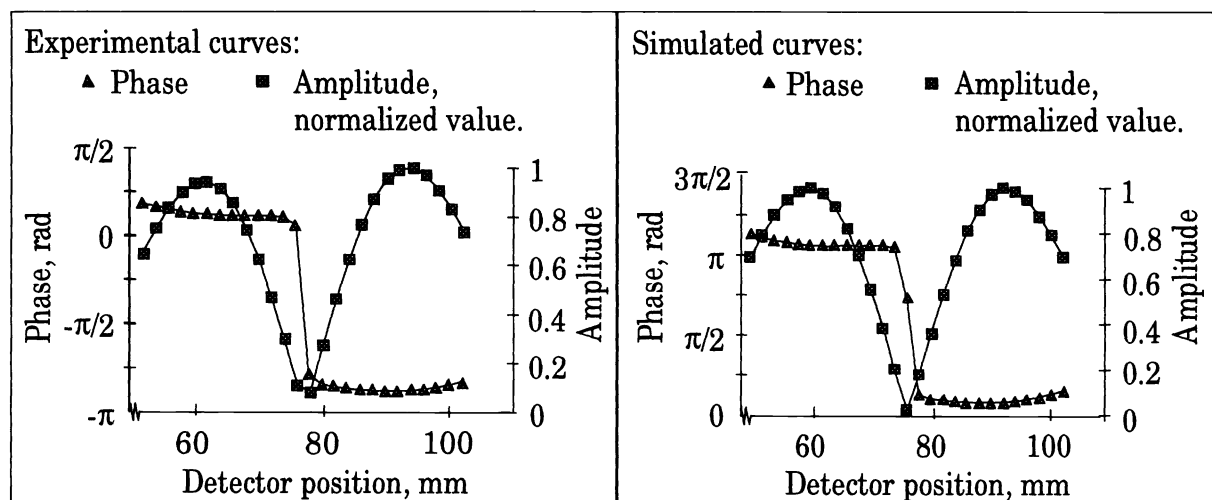 Experimental curves:
▲ Phase ■ Amplitude, normalized value.
π/2
0
-π/2
-π
Phase, rad
1
0.8
0.6
0.4
0.2
0
Amplitude
60 80 100
Detector position, mm
Simulated curves:
▲ Phase ■ Amplitude, normalized value.
3π/2
π
π/2
0
Phase, rad
1
0.8
0.6
0.4
0.2
0
Amplitude
60 80 100
Detector position, mm